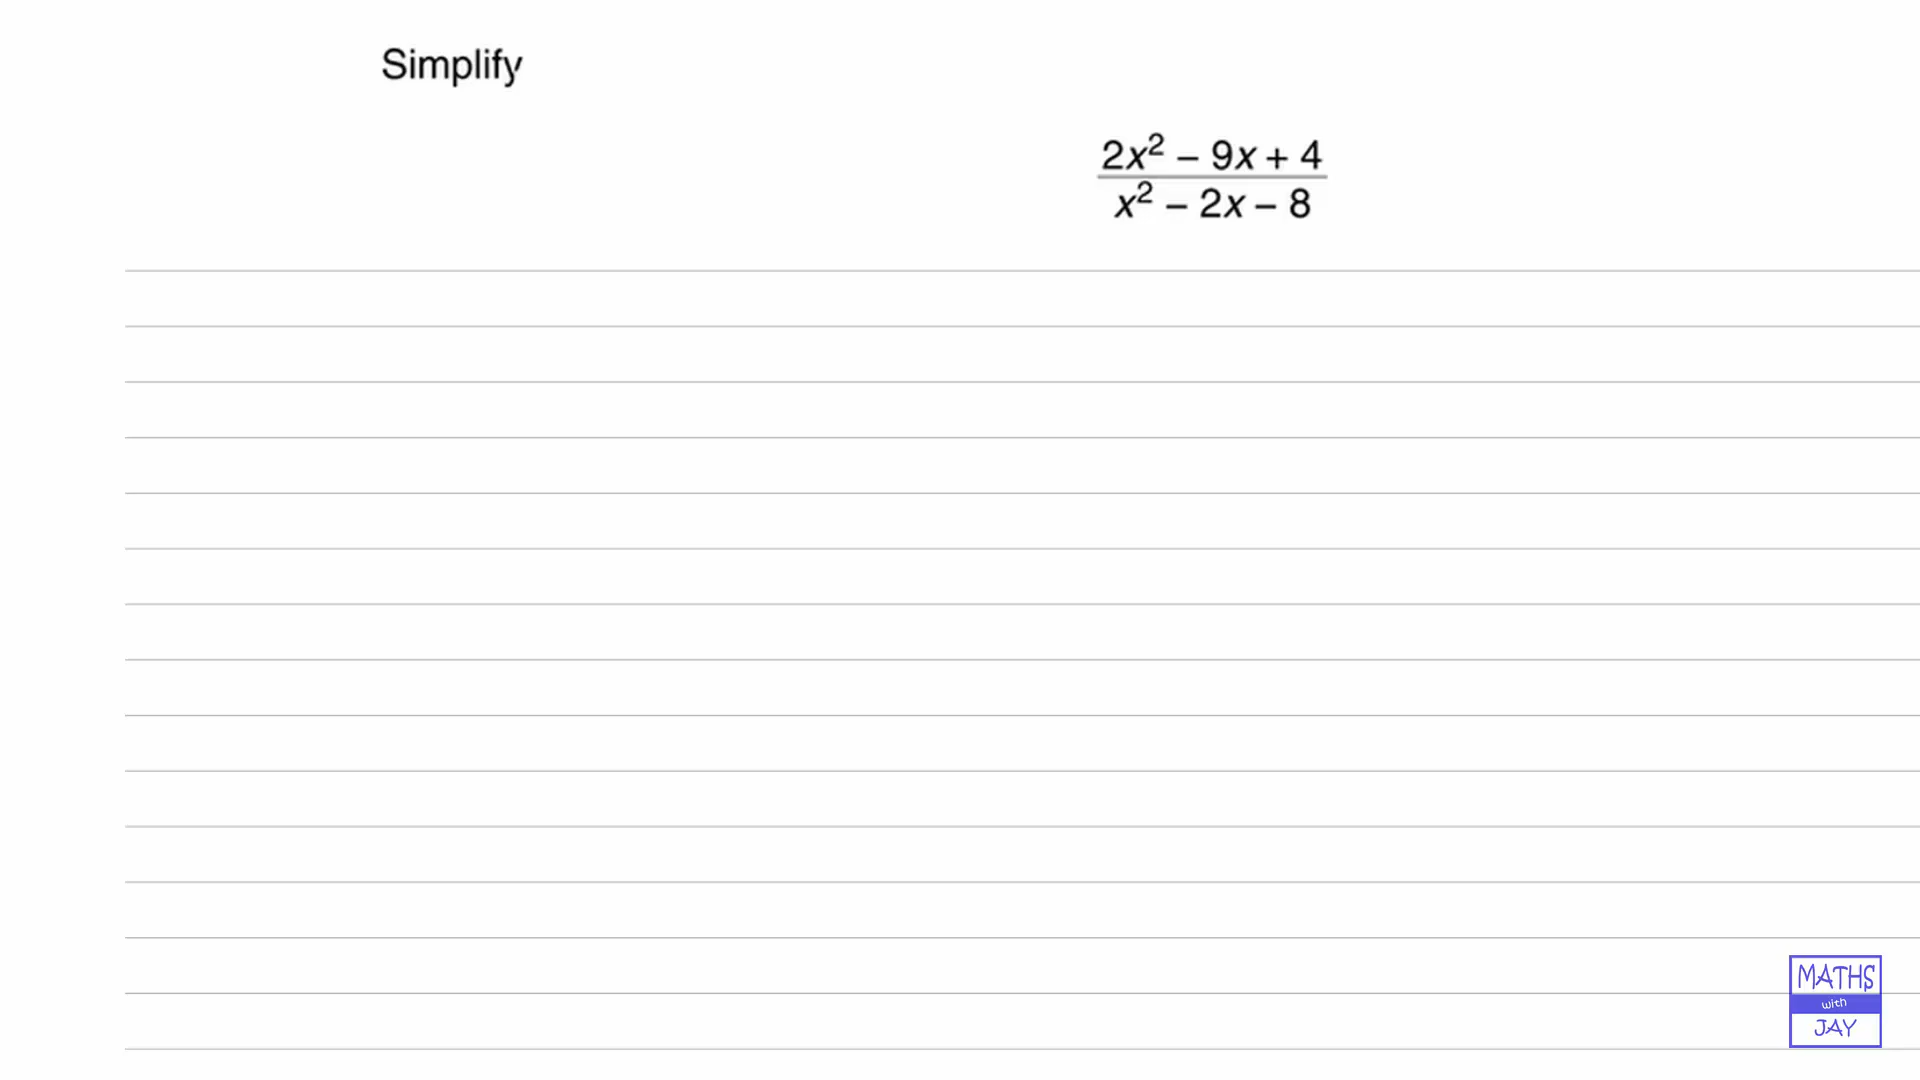 Simplify
2x² – 9x + 4
x² – 2x – 8
MATHS
with
JAY